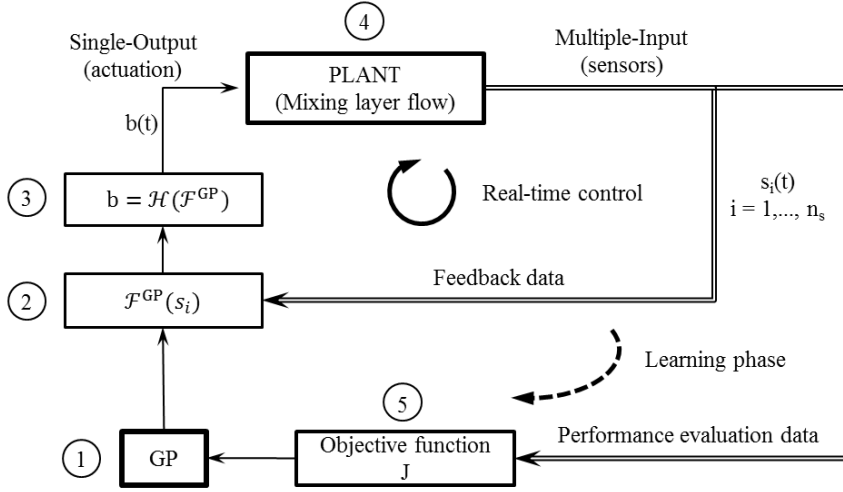 4
Single-Output
(actuation)
PLANT
(Mixing layer flow)
Multiple-Input
(sensors)
b(t)
3
b = ℋ(ℱ^GP)
Real-time control
s_i(t)
i = 1,..., n_s
2
ℱ^GP(s_i)
Feedback data
Learning phase
5
1
GP
Objective function
J
Performance evaluation data